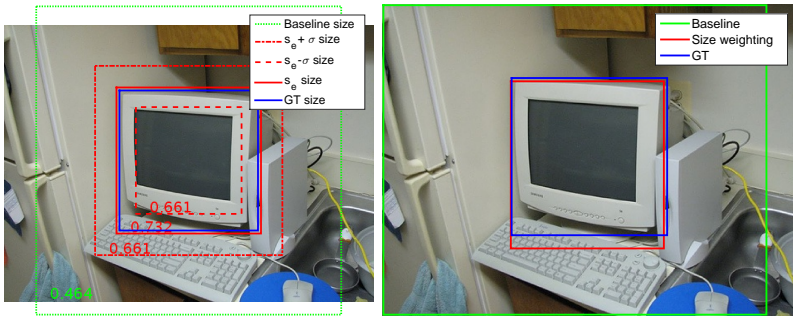 Baseline size
s_e + σ size
s_e-σ size
s_e size
GT size
0.661
0.732
0.661
0.464
Baseline
Size weighting
GT